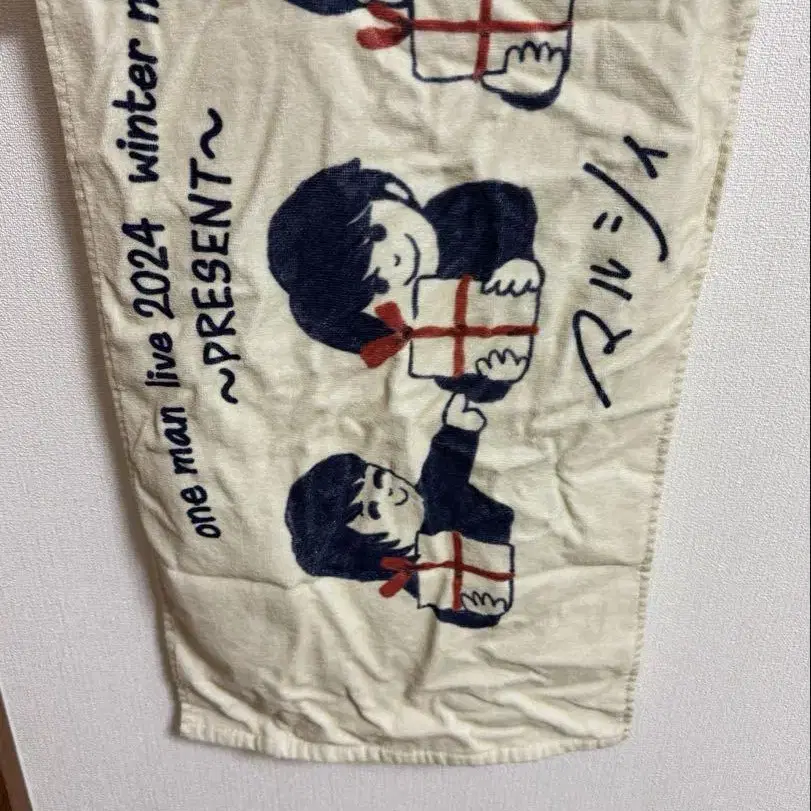 one man live 2024 winter
~PRESENT~
マルシィ